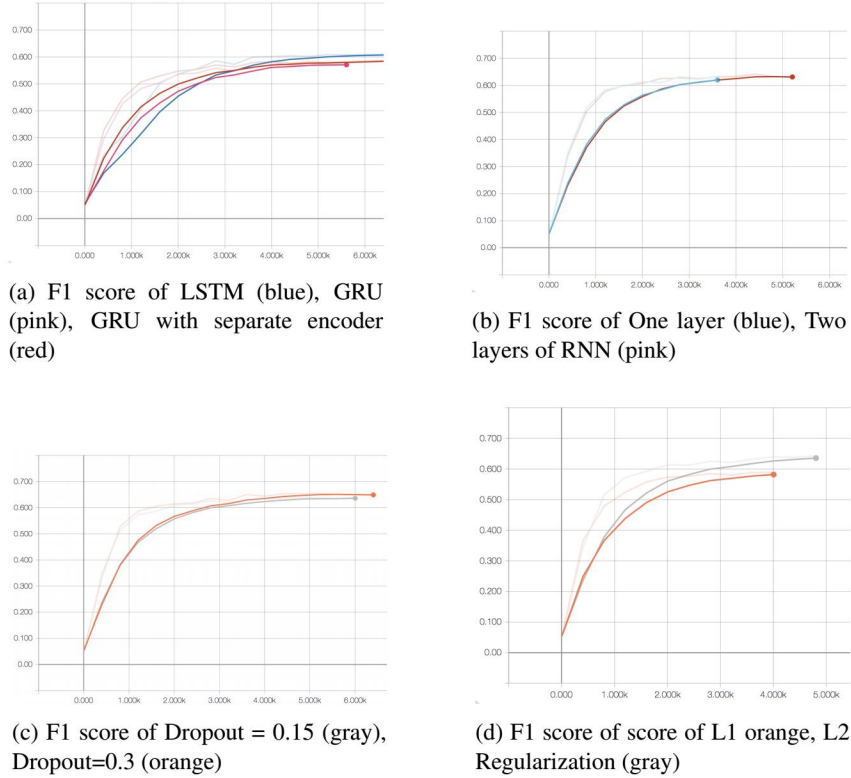 0.700
0.600
0.500
0.400
0.300
0.200
0.100
0.00
0.000 1.000k 2.000k 3.000k 4.000k 5.000k 6.000k
(a) F1 score of LSTM (blue), GRU
(pink), GRU with separate encoder
(red)
0.700
0.600
0.500
0.400
0.300
0.200
0.100
0.00
0.000 1.000k 2.000k 3.000k 4.000k 5.000k 6.000k
(b) F1 score of One layer (blue), Two
layers of RNN (pink)
0.700
0.600
0.500
0.400
0.300
0.200
0.100
0.00
0.000 1.000k 2.000k 3.000k 4.000k 5.000k 6.000k
(c) F1 score of Dropout = 0.15 (gray),
Dropout=0.3 (orange)
0.700
0.600
0.500
0.400
0.300
0.200
0.100
0.00
0.000 1.000k 2.000k 3.000k 4.000k 5.000k
(d) F1 score of score of L1 orange, L2
Regularization (gray)